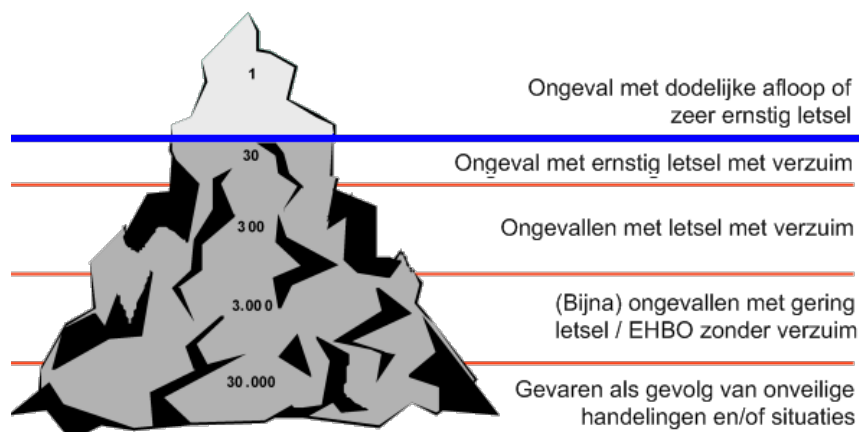 1
Ongeval met dodelijke afloop of
zeer ernstig letsel
30
Ongeval met ernstig letsel met verzuim
300
Ongevallen met letsel met verzuim
3.000
(Bijna) ongevallen met gering
letsel / EHBO zonder verzuim
30.000
Gevaren als gevolg van onveilige
handelingen en/of situaties